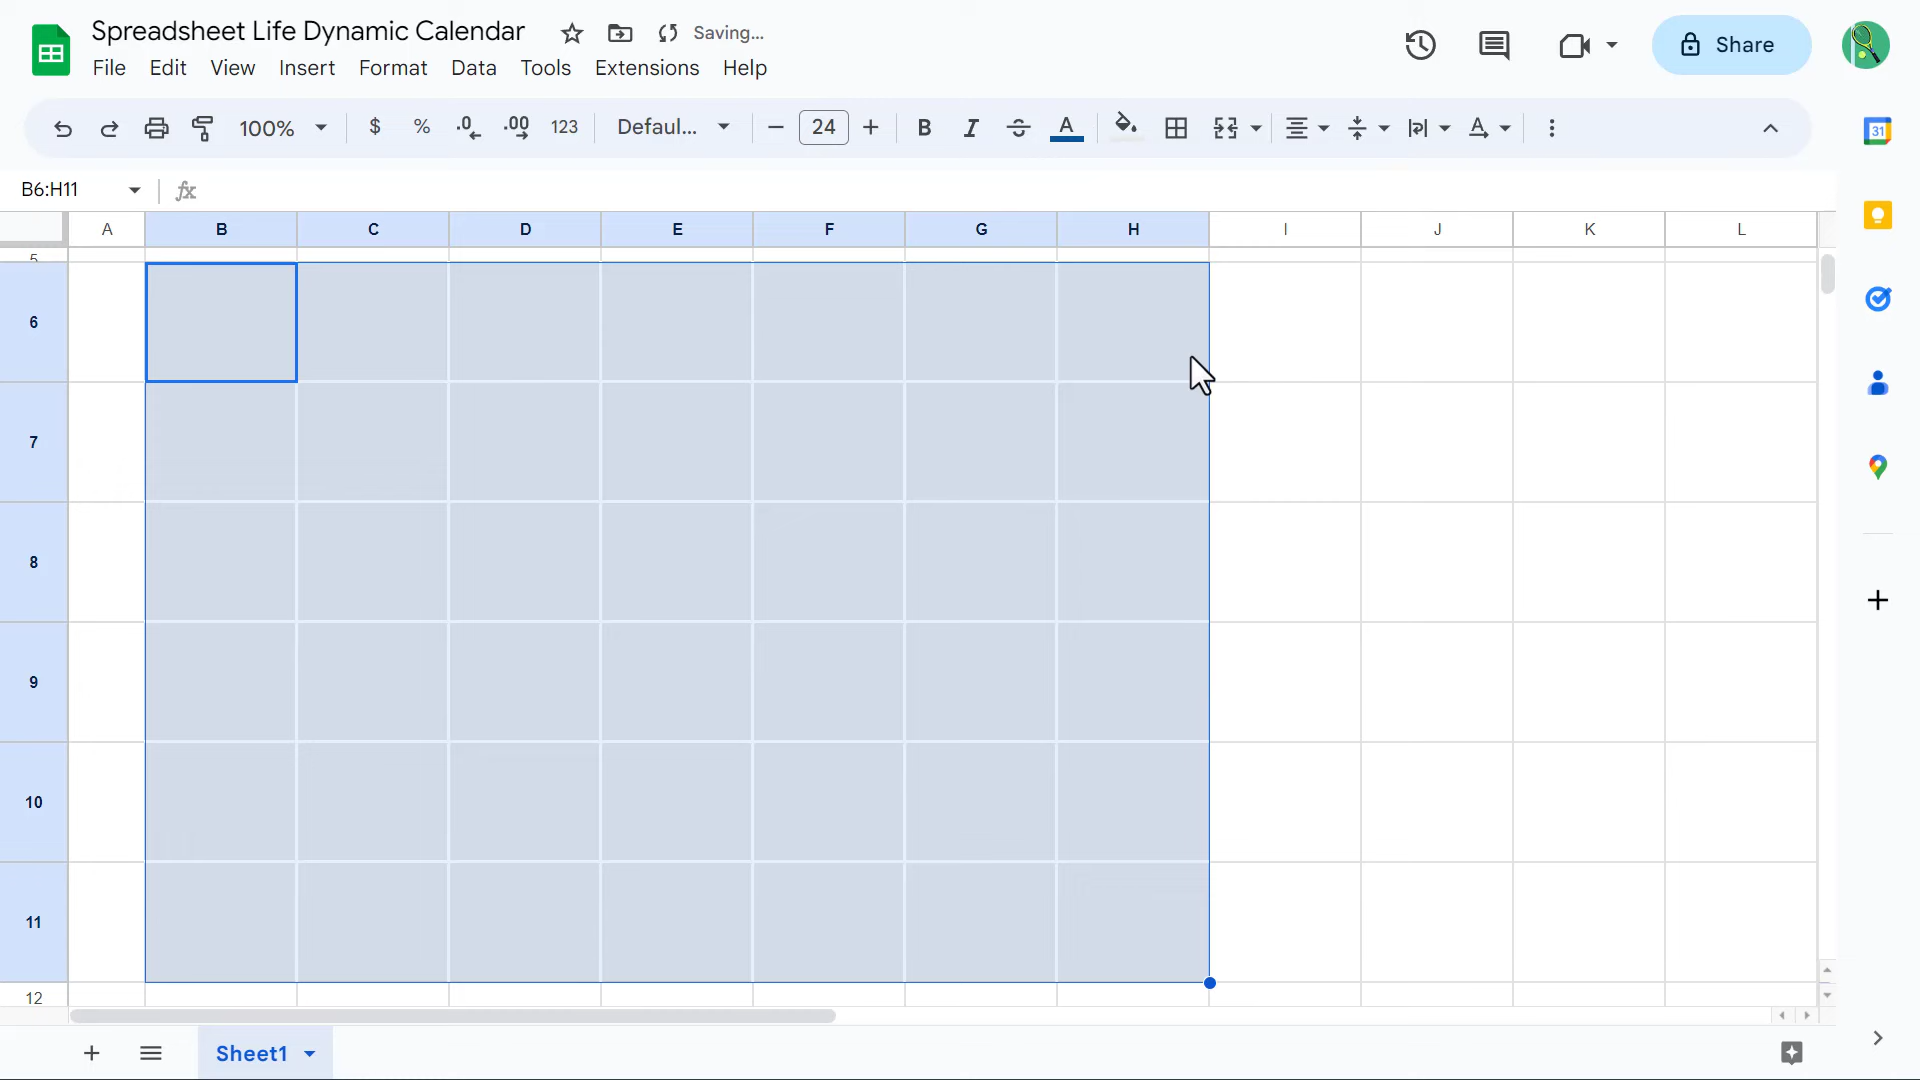 Spreadsheet Life Dynamic Calendar Saving...
File Edit View Insert Format Data Tools Extensions Help
Share
100% $ % .0 .00 123 Defaul... 24 B I S A A
B6:H11 fx
A B C D E F G H I J K L
5
6
7
8
9
10
11
12
Sheet1
31